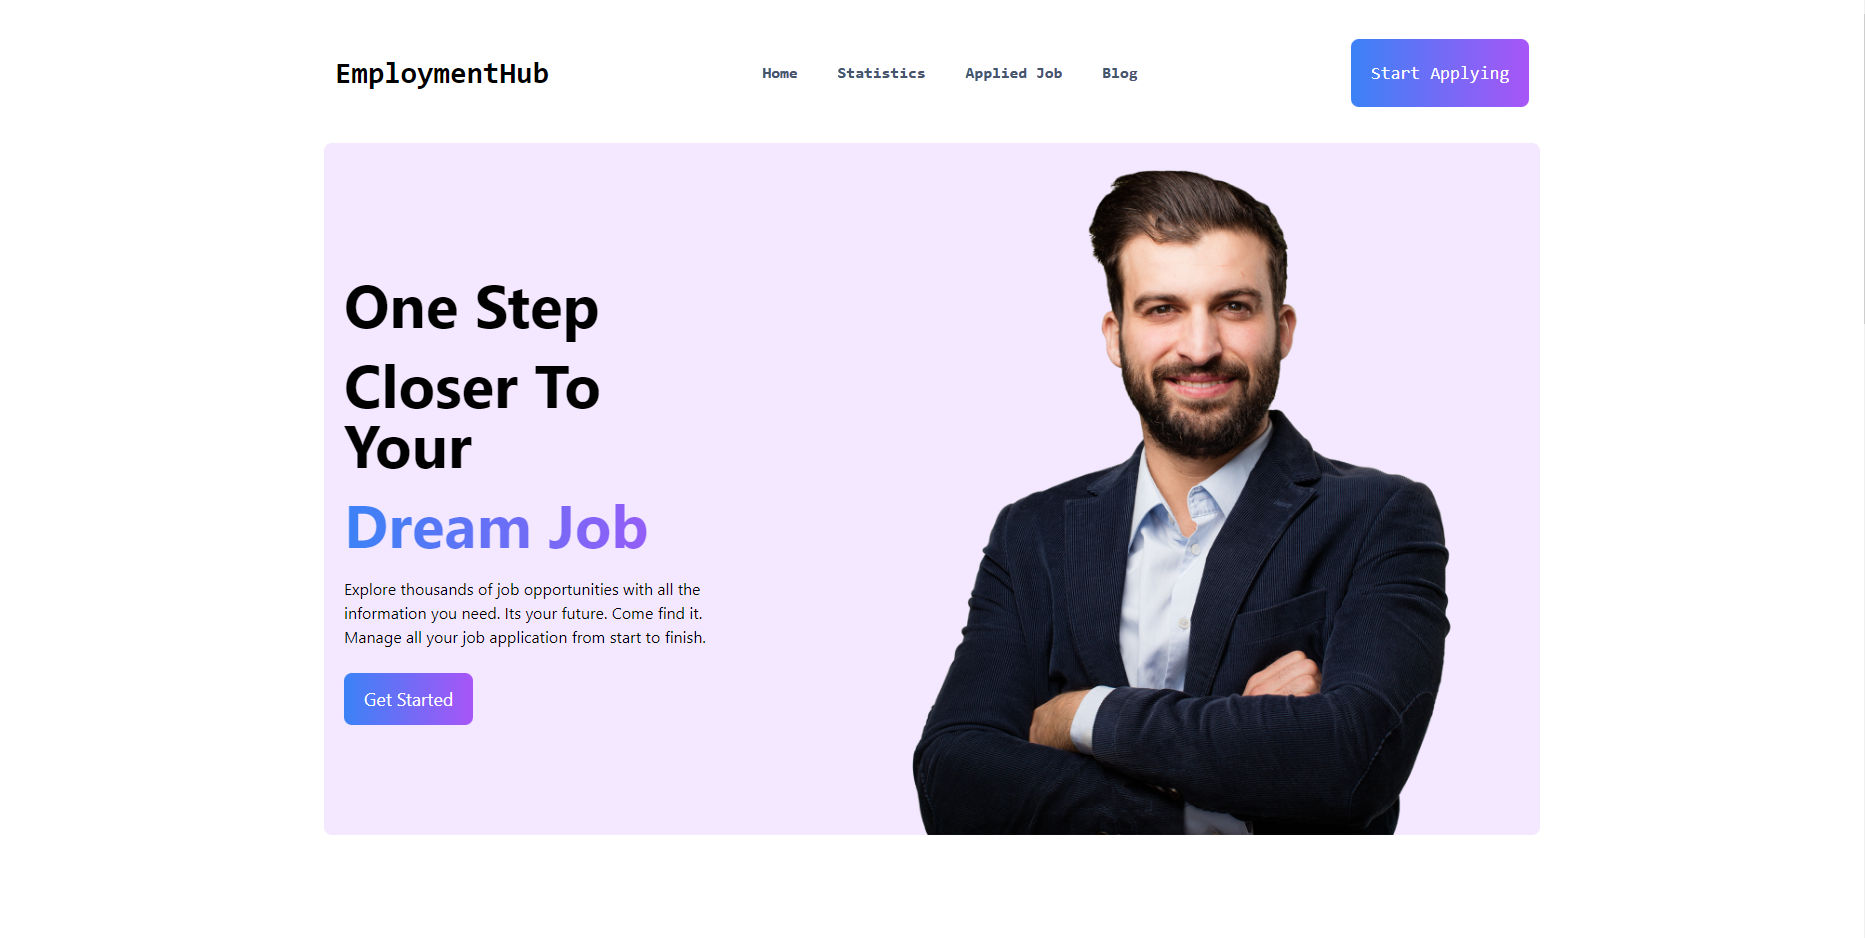 EmploymentHub
Home
Statistics
Applied Job
Blog
Start Applying
One Step
Closer To
Your
Dream Job
Explore thousands of job opportunities with all the
information you need. Its your future. Come find it.
Manage all your job application from start to finish.
Get Started